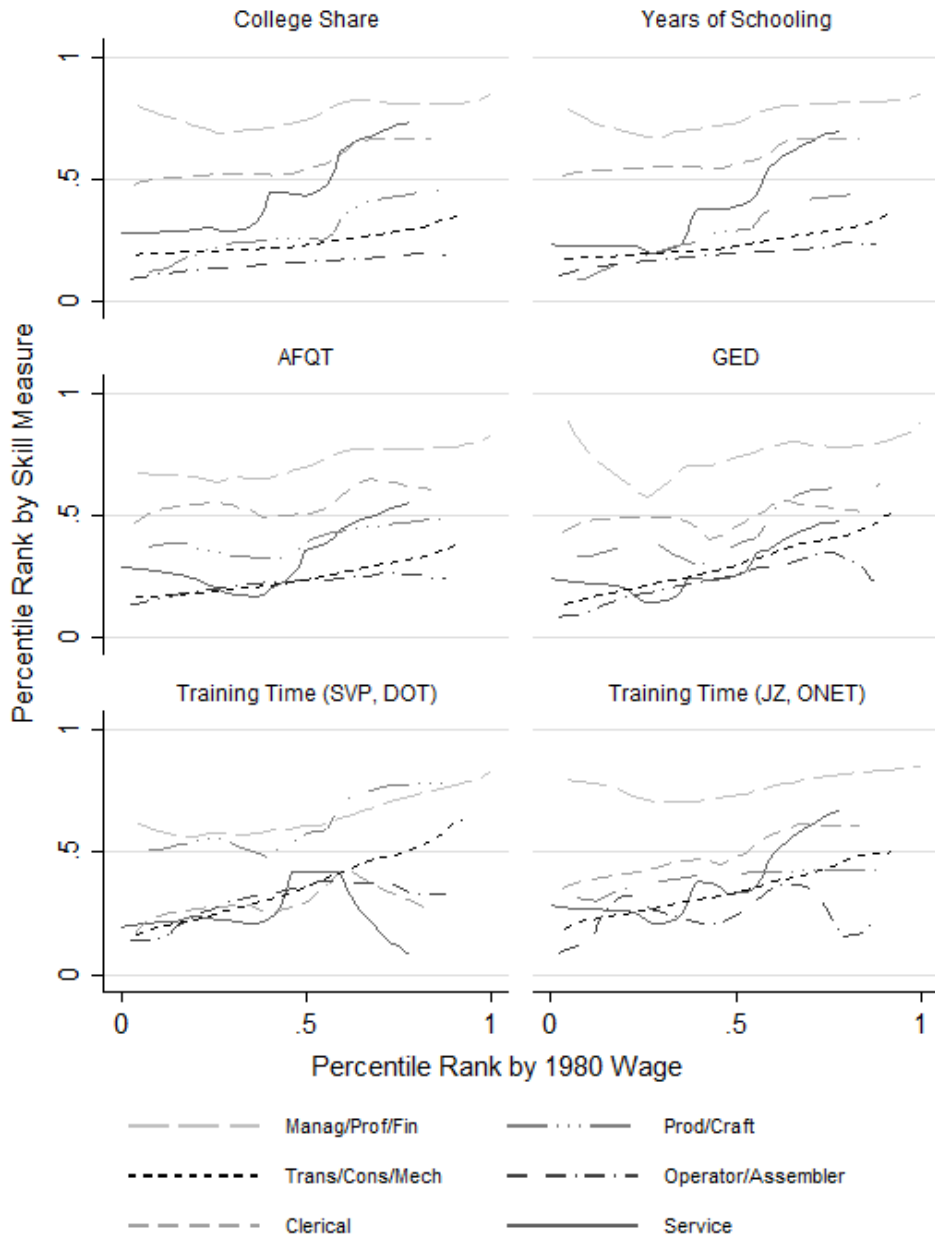 College Share
Years of Schooling
1
.5
0
AFQT
GED
1
.5
0
Percentile Rank by Skill Measure
Training Time (SVP, DOT)
Training Time (JZ, ONET)
1
.5
0
0 .5 1
0 .5 1
Percentile Rank by 1980 Wage
Manag/Prof/Fin
Prod/Craft
Trans/Cons/Mech
Operator/Assembler
Clerical
Service